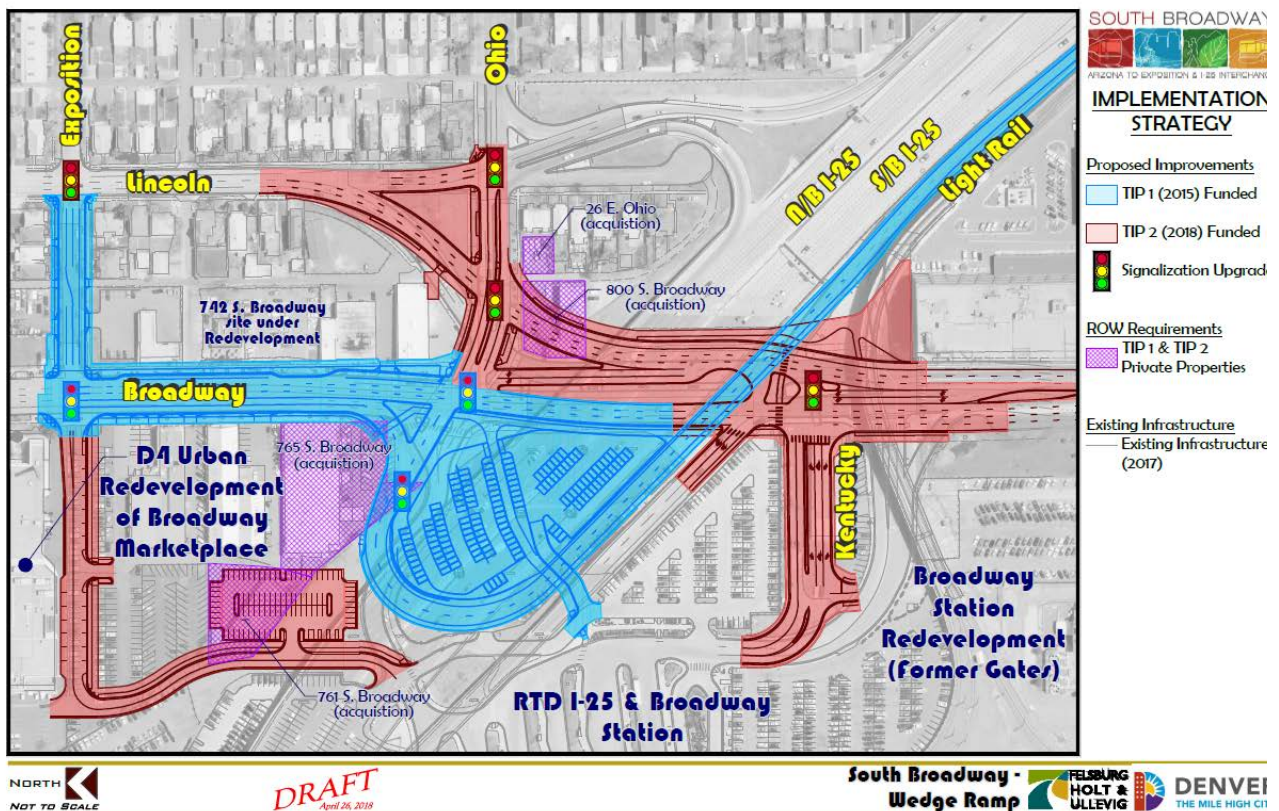 Exposition
Ohio
Lincoln
N/B I-25
S/B I-25
Light Rail
26 E. Ohio
(acquistion)
800 S. Broadway
(acquistion)
742 S. Broadway
site under
Redevelopment
Broadway
765 S. Broadway
(acquistion)
D4 Urban
Redevelopment
of Broadway
Marketplace
Kentucky
Broadway
Station
Redevelopment
(Former Gates)
761 S. Broadway
(acquistion)
RTD I-25 & Broadway
Station
SOUTH BROADWAY
ARIZONA TO EXPOSITION & I-25 INTERCHANG
IMPLEMENTATION
STRATEGY
Proposed Improvements
TIP 1 (2015) Funded
TIP 2 (2018) Funded
Signalization Upgrade
ROW Requirements
TIP 1 & TIP 2
Private Properties
Existing Infrastructure
Existing Infrastructure
(2017)
NORTH
NOT TO SCALE
DRAFT
April 26, 2018
South Broadway -
Wedge Ramp
FELSBURG
HOLT &
ULLEVIG
DENVER
THE MILE HIGH CIT